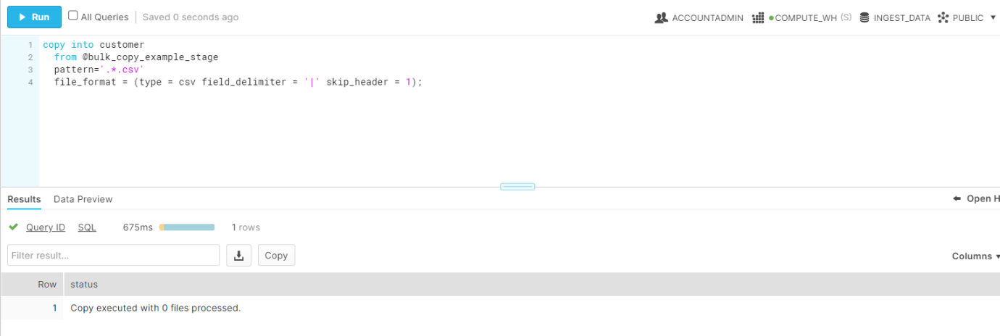 Run All Queries Saved 0 seconds ago ACCOUNTADMIN COMPUTE_WH (S) INGEST_DATA PUBLIC
1 copy into customer
2 from @bulk_copy_example_stage
3 pattern='.*.csv'
4 file_format = (type = csv field_delimiter = '|' skip_header = 1);
Results Data Preview Open H
Query ID SQL 675ms 1 rows
Filter result... Copy Columns
Row status
1 Copy executed with 0 files processed.